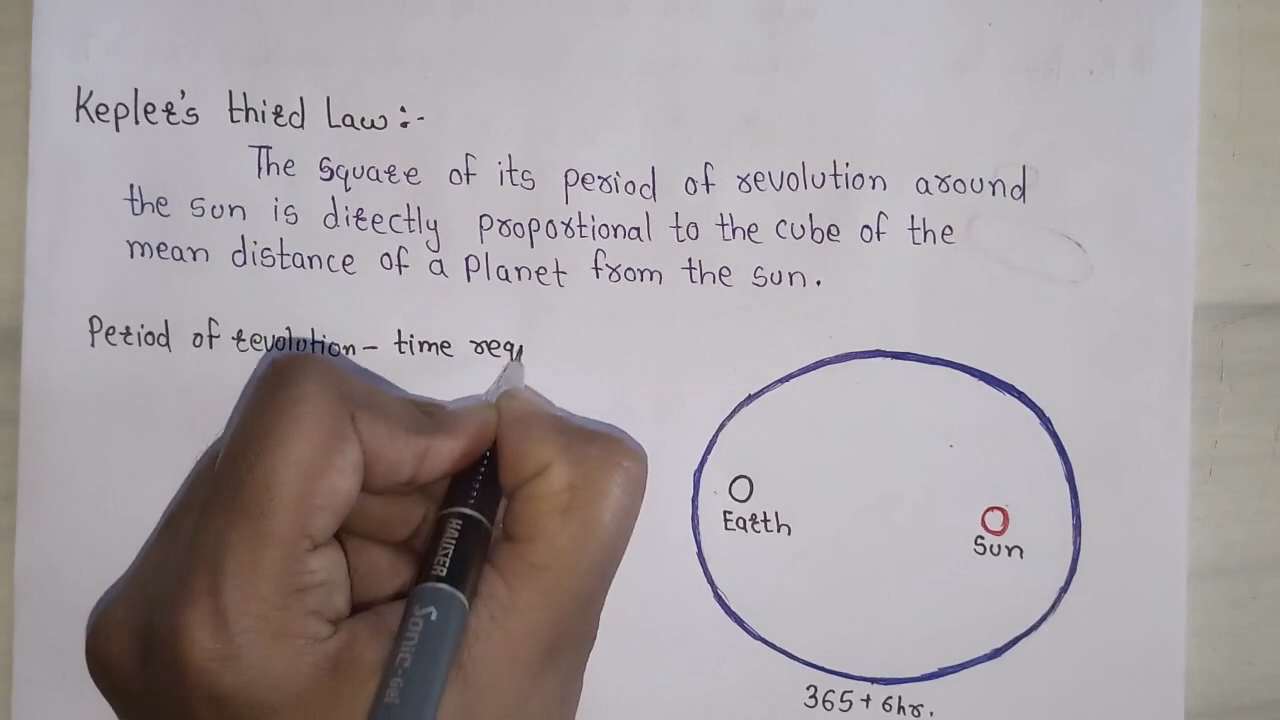 Kepler's third Law :-
The square of its period of revolution around
the sun is directly proportional to the cube of the
mean distance of a planet from the sun.
Period of revolution - time requ
Earth
Sun
365 + 6hr.
HAUSER
Sonic-Gel